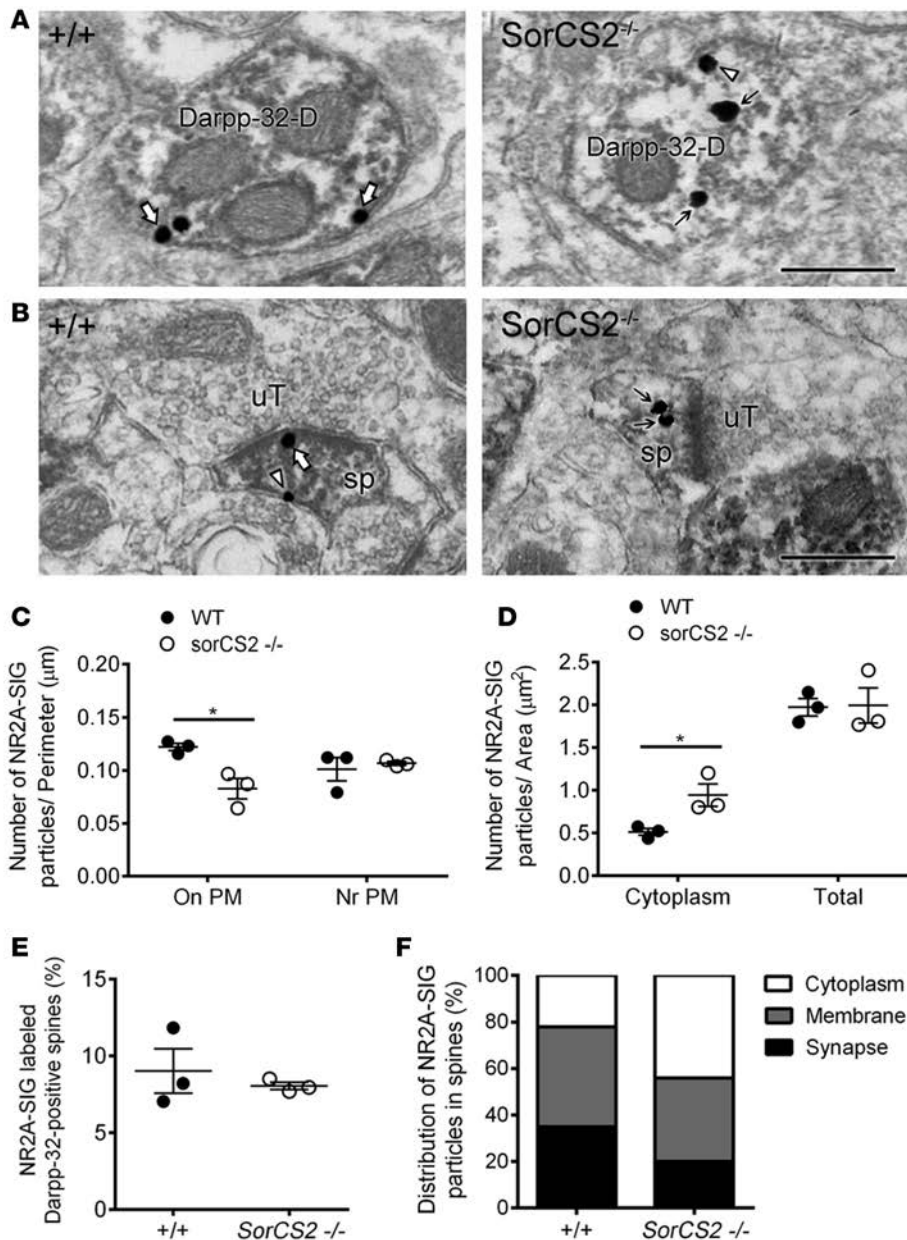 A
+/+
Darpp-32-D
SorCS2-/-
Darpp-32-D
B
+/+
uT
sp
SorCS2-/-
uT
sp
C
WT
sorCS2 -/-
Number of NR2A-SIG
particles/ Perimeter (μm)
0.20
0.15
0.10
0.05
0.00
*
On PM
Nr PM
D
WT
sorCS2 -/-
Number of NR2A-SIG
particles/ Area (μm²)
2.5
2.0
1.5
1.0
0.5
0
*
Cytoplasm
Total
E
NR2A-SIG labeled
Darpp-32-positive spines (%)
15
10
5
0
+/+
SorCS2 -/-
F
Distribution of NR2A-SIG
particles in spines (%)
100
80
60
40
20
0
+/+
SorCS2 -/-
Cytoplasm
Membrane
Synapse